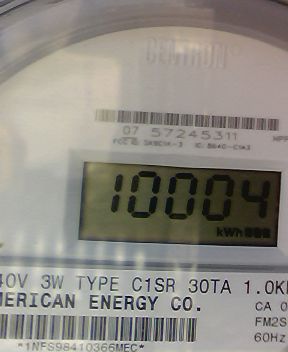 CENTRON®
07 57245311
10004
kWh
40V 3W TYPE C1SR 30TA 1.0K
MERICAN ENERGY CO.
CA 0
FM2S
60Hz
*1NFS98410366MEC*